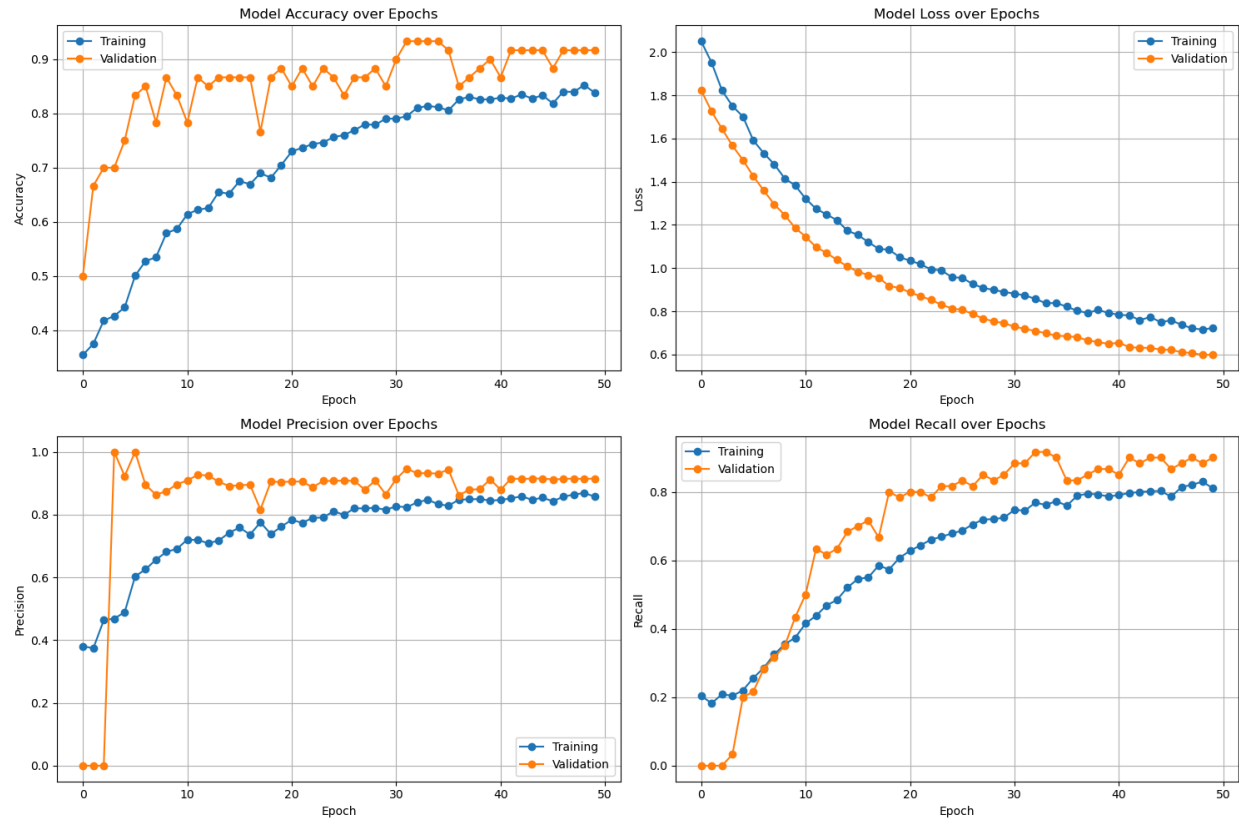 Model Accuracy over Epochs
Training
Validation
0.9
0.8
0.7
0.6
0.5
0.4
Accuracy
0 10 20 30 40 50
Epoch
Model Loss over Epochs
Training
Validation
2.0
1.8
1.6
1.4
1.2
1.0
0.8
0.6
Loss
0 10 20 30 40 50
Epoch
Model Precision over Epochs
1.0
0.8
0.6
0.4
0.2
0.0
Precision
Training
Validation
0 10 20 30 40 50
Epoch
Model Recall over Epochs
Training
Validation
0.8
0.6
0.4
0.2
0.0
Recall
0 10 20 30 40 50
Epoch